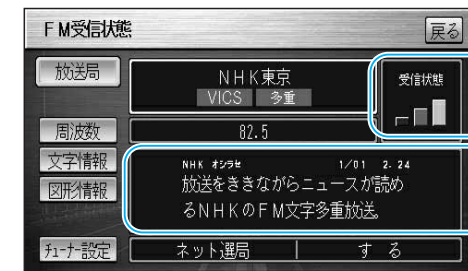 FM受信状態
戻る
放送局
NHK東京
VICS 多重
受信状態
周波数
82.5
文字情報
図形情報
NHK オシラセ 1/01 2.24
放送をききながらニュースが読め
るNHKのFM文字多重放送。
チューナー設定
ネット選局
する